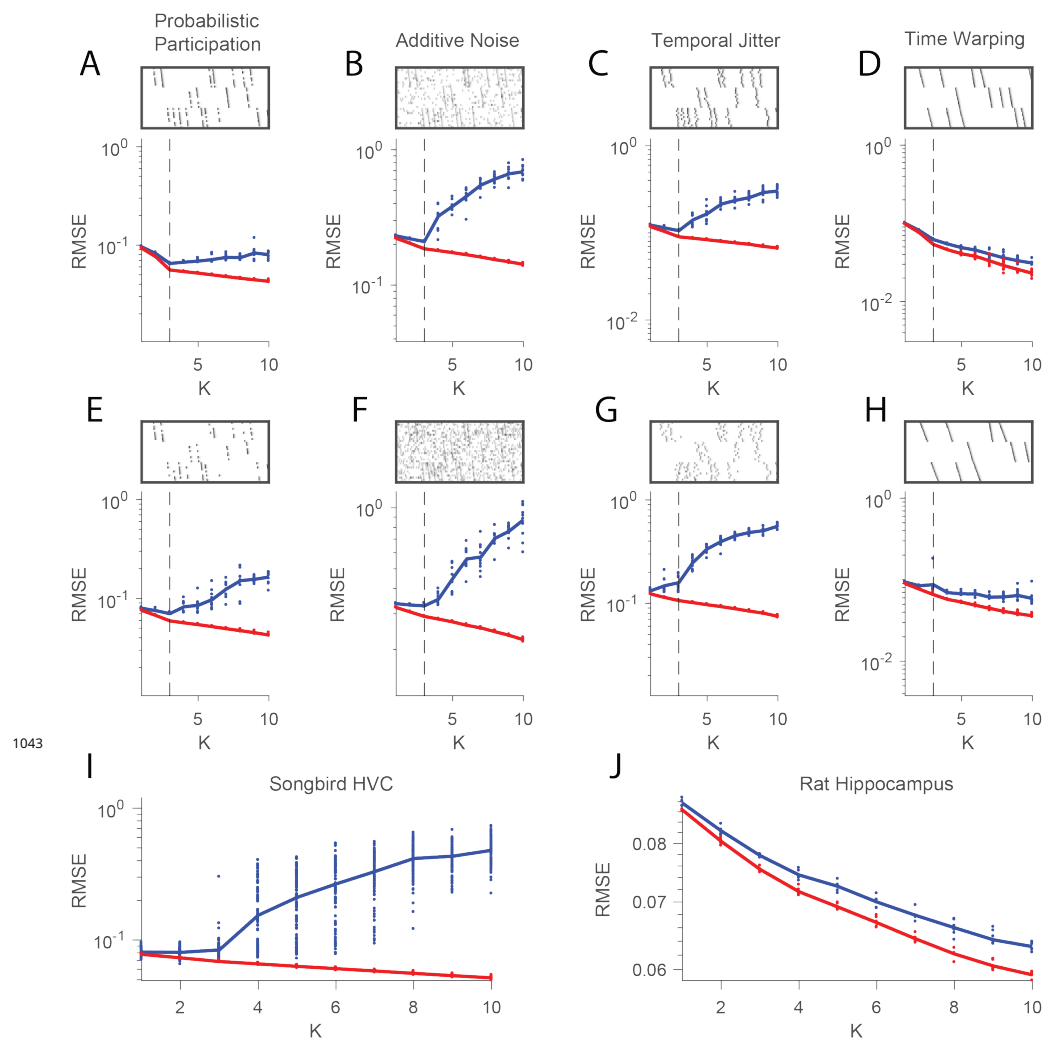 Probabilistic
Participation
Additive Noise
Temporal Jitter
Time Warping
A
B
C
D
10^0
10^-1
RMSE
5
10
K
10^0
10^-1
RMSE
5
10
K
10^0
10^-2
RMSE
5
10
K
10^0
10^-2
RMSE
5
10
K
E
F
G
H
10^0
10^-1
RMSE
5
10
K
10^0
RMSE
5
10
K
10^0
10^-1
RMSE
5
10
K
10^0
10^-2
RMSE
5
10
K
1043
I
Songbird HVC
10^0
10^-1
RMSE
2
4
6
8
10
K
J
Rat Hippocampus
0.08
0.07
0.06
RMSE
2
4
6
8
10
K